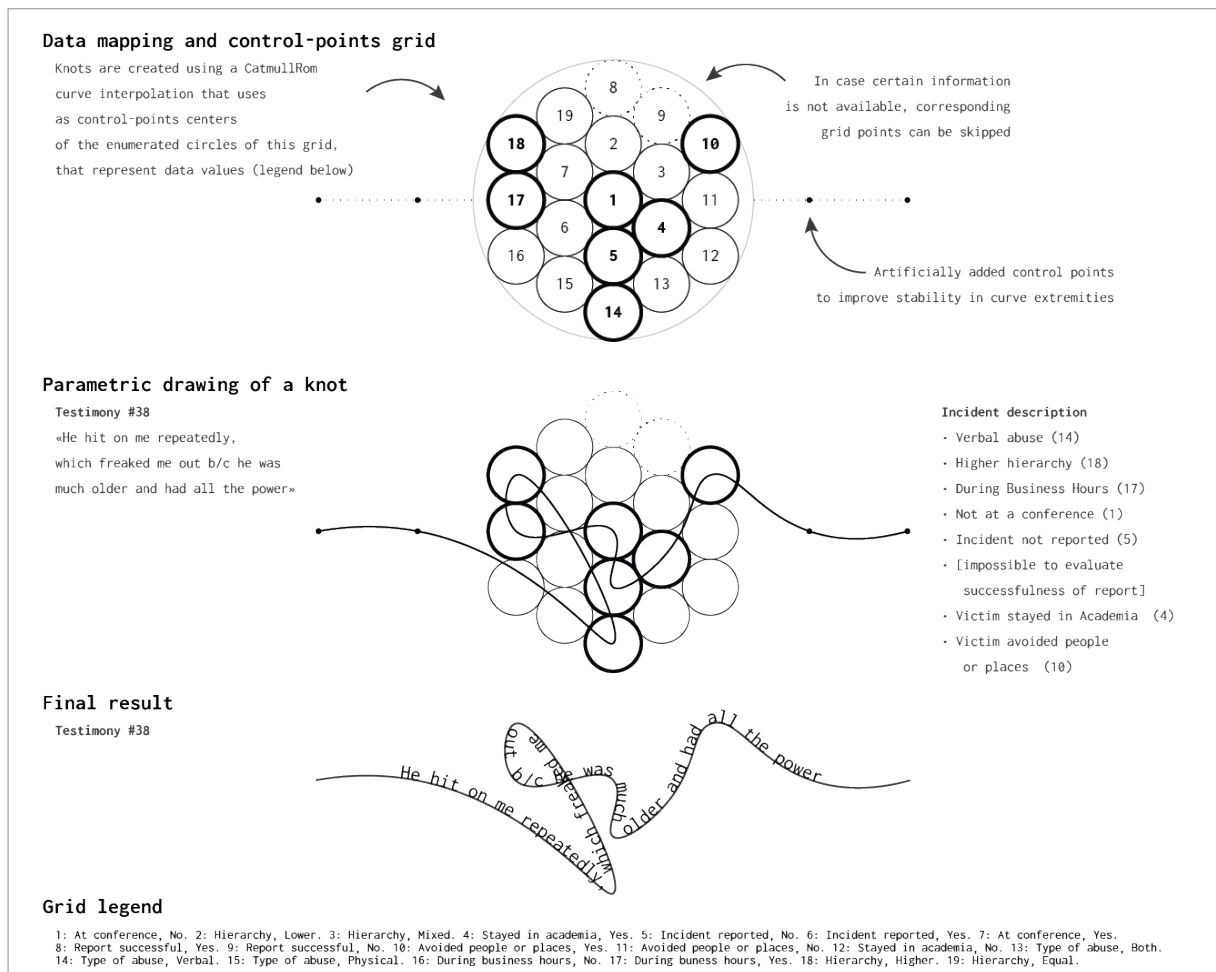 Data mapping and control-points grid
Knots are created using a CatmullRom
curve interpolation that uses
as control-points centers
of the enumerated circles of this grid,
that represent data values (legend below)
In case certain information
is not available, corresponding
grid points can be skipped
8
19
9
18
2
10
7
3
17
1
11
6
4
16
5
12
15
13
14
Artificially added control points
to improve stability in curve extremities
Parametric drawing of a knot
Testimony #38
«He hit on me repeatedly,
which freaked me out b/c he was
much older and had all the power»
Incident description
· Verbal abuse (14)
· Higher hierarchy (18)
· During Business Hours (17)
· Not at a conference (1)
· Incident not reported (5)
· [impossible to evaluate
successfulness of report]
· Victim stayed in Academia (4)
· Victim avoided people
or places (10)
Final result
Testimony #38
He hit on me repeatedly, which freaked me out b/c he was much older and had all the power
Grid legend
1: At conference, No. 2: Hierarchy, Lower. 3: Hierarchy, Mixed. 4: Stayed in academia, Yes. 5: Incident reported, No. 6: Incident reported, Yes. 7: At conference, Yes.
8: Report successful, Yes. 9: Report successful, No. 10: Avoided people or places, Yes. 11: Avoided people or places, No. 12: Stayed in academia, No. 13: Type of abuse, Both.
14: Type of abuse, Verbal. 15: Type of abuse, Physical. 16: During business hours, No. 17: During buness hours, Yes. 18: Hierarchy, Higher. 19: Hierarchy, Equal.